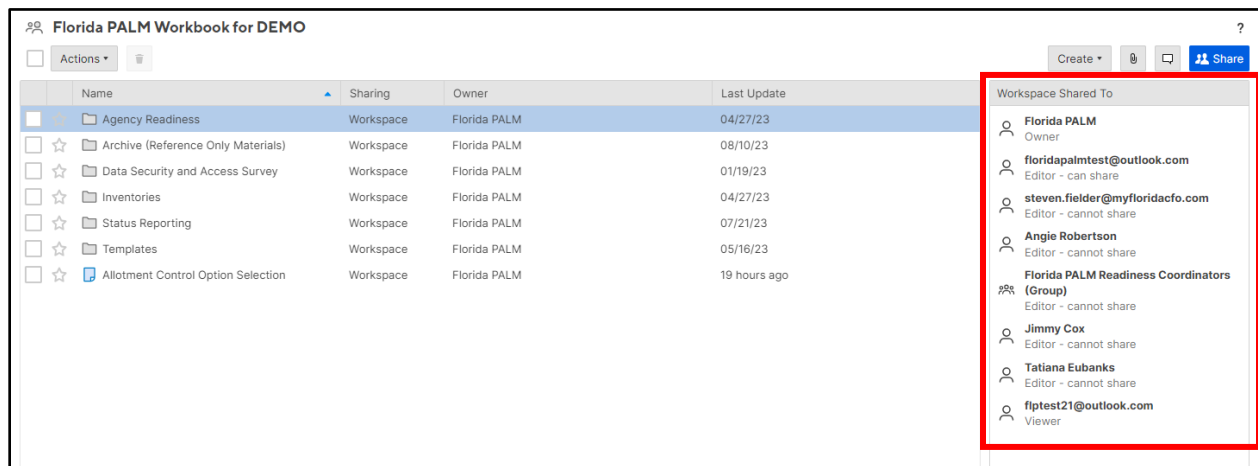 Florida PALM Workbook for DEMO
?
Actions
Create
Share
Name Sharing Owner Last Update
Agency Readiness Workspace Florida PALM 04/27/23
Archive (Reference Only Materials) Workspace Florida PALM 08/10/23
Data Security and Access Survey Workspace Florida PALM 01/19/23
Inventories Workspace Florida PALM 04/27/23
Status Reporting Workspace Florida PALM 07/21/23
Templates Workspace Florida PALM 05/16/23
Allotment Control Option Selection Workspace Florida PALM 19 hours ago
Workspace Shared To
Florida PALM
Owner
floridapalmtest@outlook.com
Editor - can share
steven.fielder@myfloridacfo.com
Editor - cannot share
Angie Robertson
Editor - cannot share
Florida PALM Readiness Coordinators
(Group)
Editor - cannot share
Jimmy Cox
Editor - cannot share
Tatiana Eubanks
Editor - cannot share
flptest21@outlook.com
Viewer